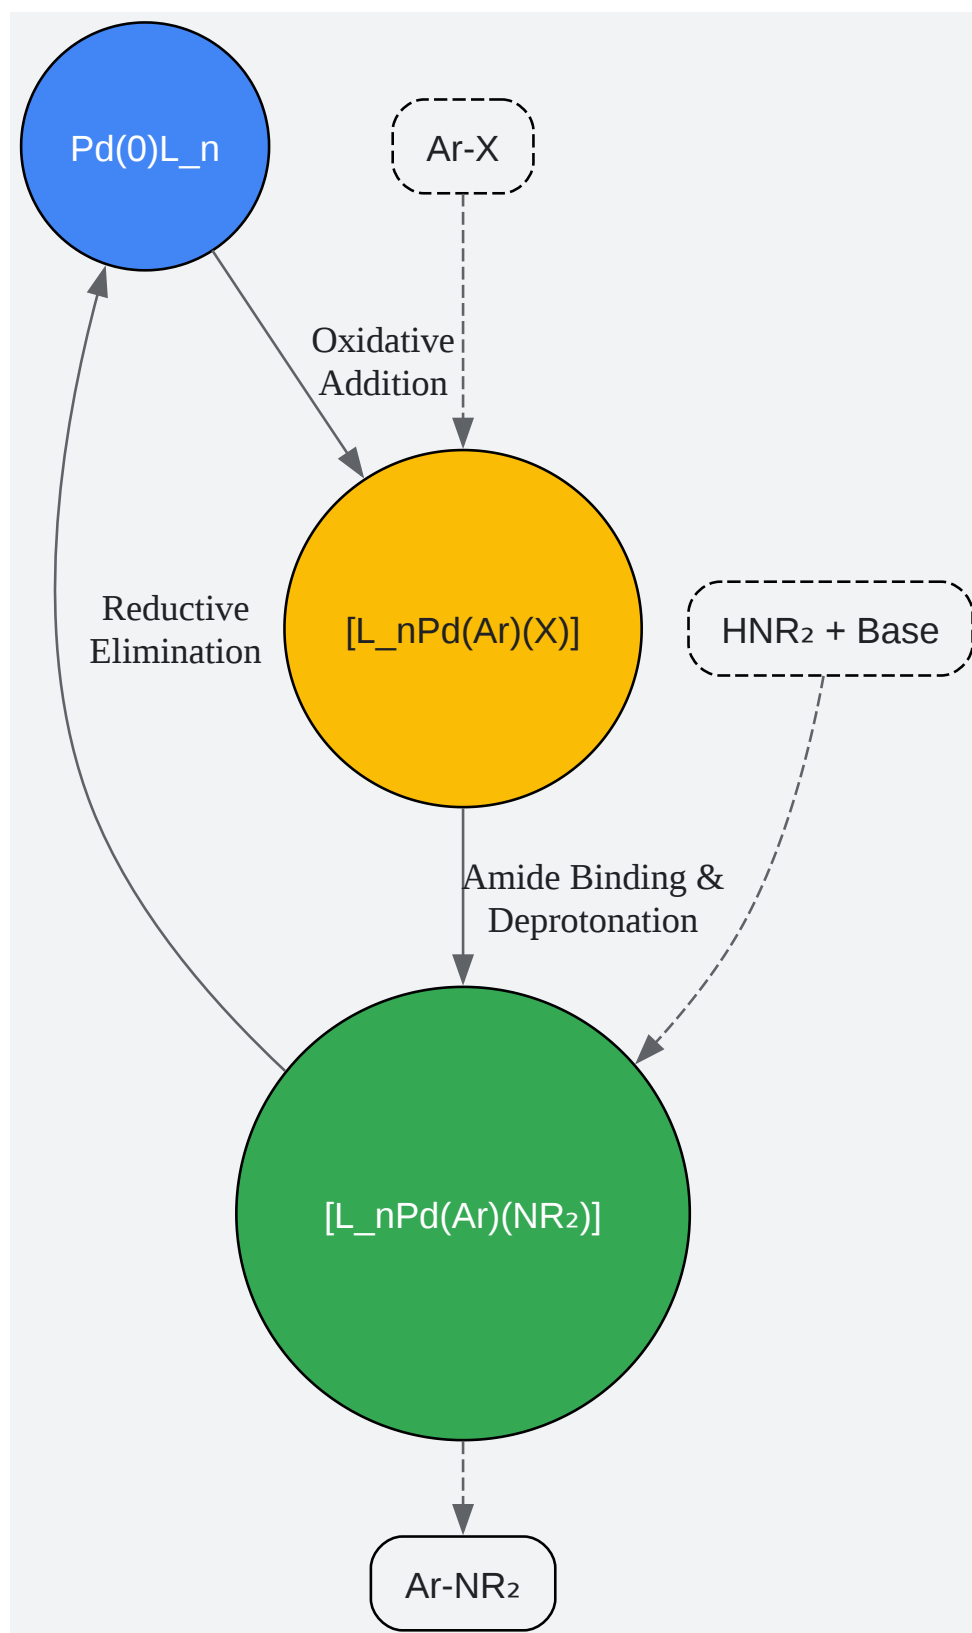 Pd(0)L_n
Ar-X
Oxidative
Addition
Reductive
Elimination
[L_nPd(Ar)(X)]
HNR₂ + Base
Amide Binding &
Deprotonation
[L_nPd(Ar)(NR₂)]
Ar-NR₂